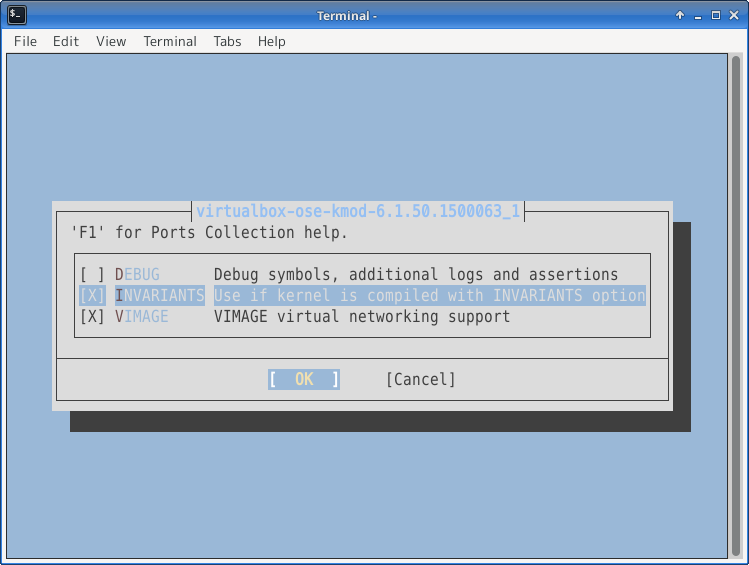 Terminal -
File Edit View Terminal Tabs Help
virtualbox-ose-kmod-6.1.50.1500063_1
'F1' for Ports Collection help.
[ ] DEBUG Debug symbols, additional logs and assertions
[X] INVARIANTS Use if kernel is compiled with INVARIANTS option
[X] VIMAGE VIMAGE virtual networking support
[ OK ] [Cancel]